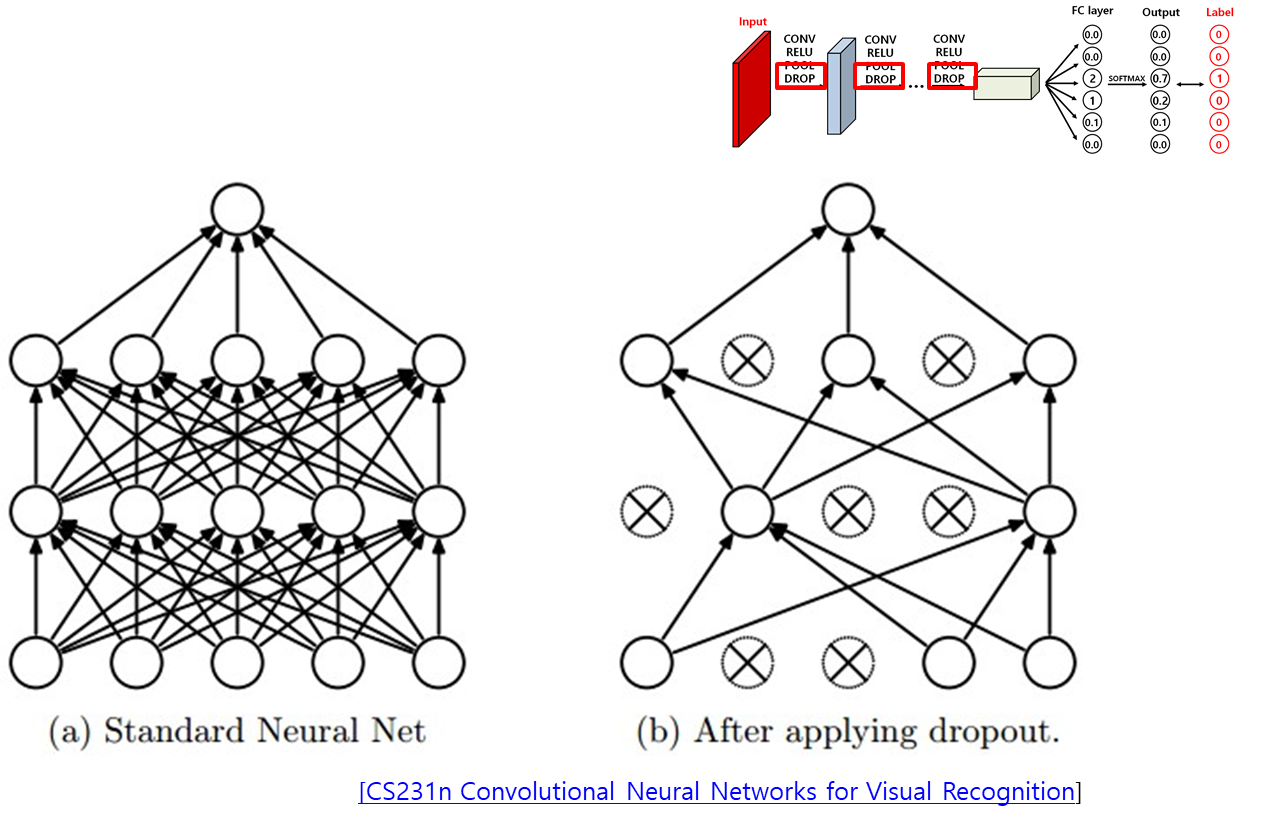 FC layer Output Label
Input
CONV CONV CONV
RELU RELU RELU
POOL POOL POOL
DROP DROP ... DROP
0.0 0.0 0
0.0 0.0 0
2 SOFTMAX 0.7 1
1 0.2 0
0.1 0.1 0
0.0 0.0 0
(a) Standard Neural Net
(b) After applying dropout.
[CS231n Convolutional Neural Networks for Visual Recognition]